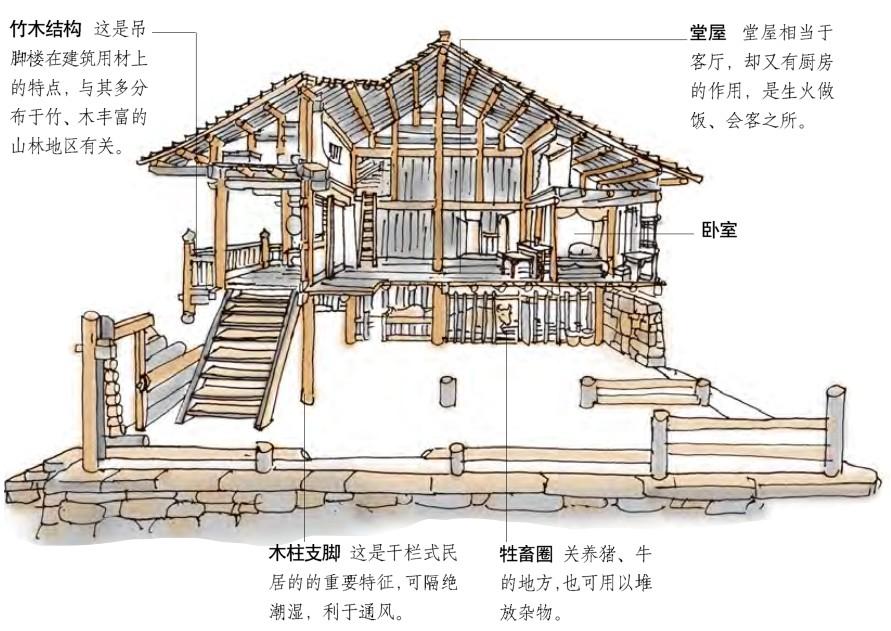 竹木结构 这是吊
脚楼在建筑用材上
的特点，与其多分
布于竹、木丰富的
山林地区有关。
堂屋 堂屋相当于
客厅，却又有厨房
的作用，是生火做
饭、会客之所。
卧室
木柱支脚 这是干栏式民
居的的重要特征，可隔绝
潮湿，利于通风。
牲畜圈 关养猪、牛
的地方，也可用以堆
放杂物。